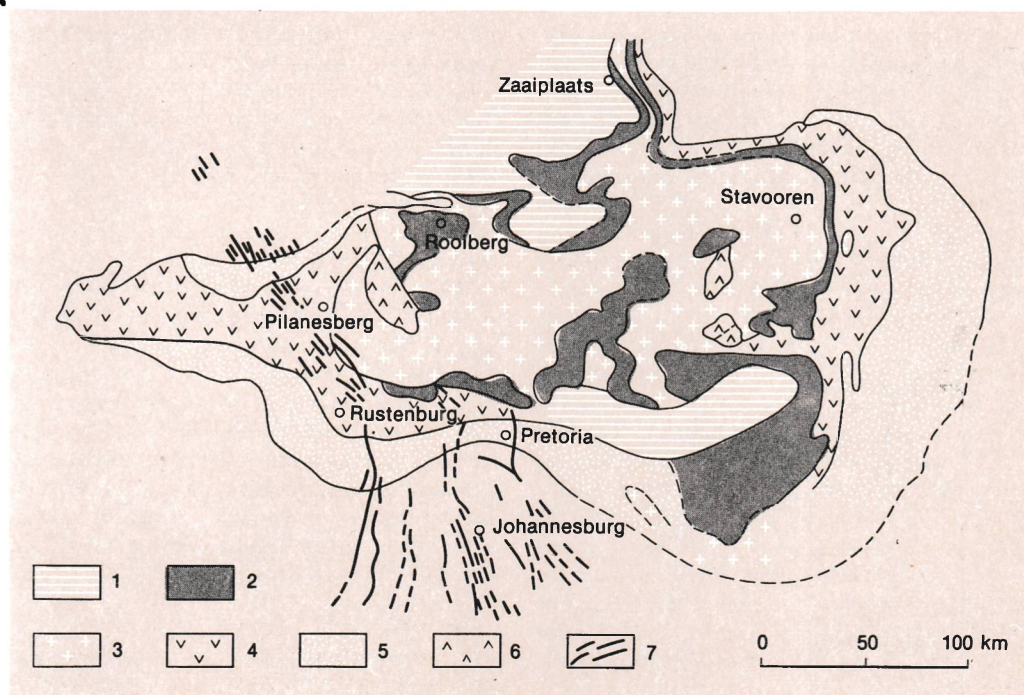 Zaaiplaats
Stavooren
Roolberg
Pilanesberg
Rustenburg
Pretoria
Johannesburg
1 2
3 4 5 6 7
0 50 100 km